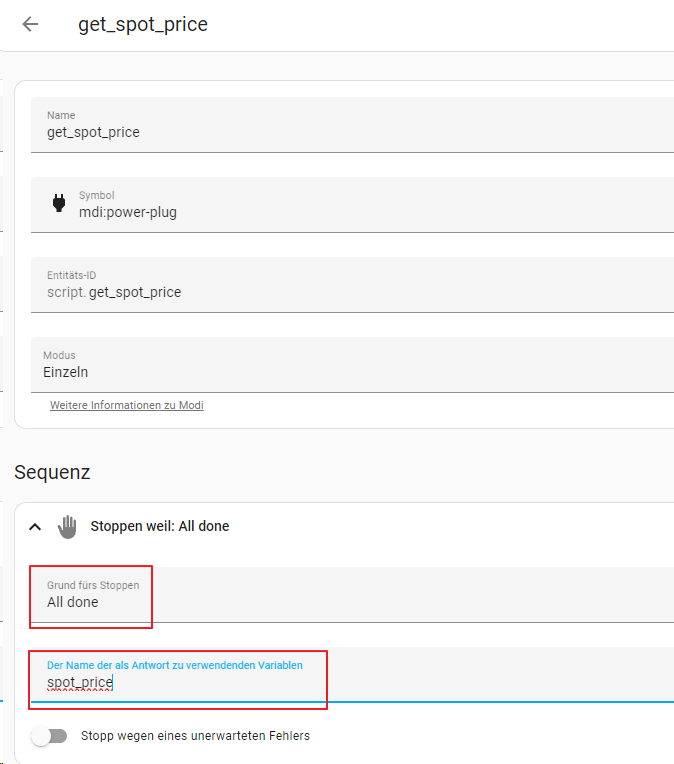 get_spot_price
Name
get_spot_price
Symbol
mdi:power-plug
Entitäts-ID
script. get_spot_price
Modus
Einzeln
Weitere Informationen zu Modi
Sequenz
Stoppen weil: All done
Grund fürs Stoppen
All done
Der Name der als Antwort zu verwendenden Variablen
spot_price
Stopp wegen eines unerwarteten Fehlers